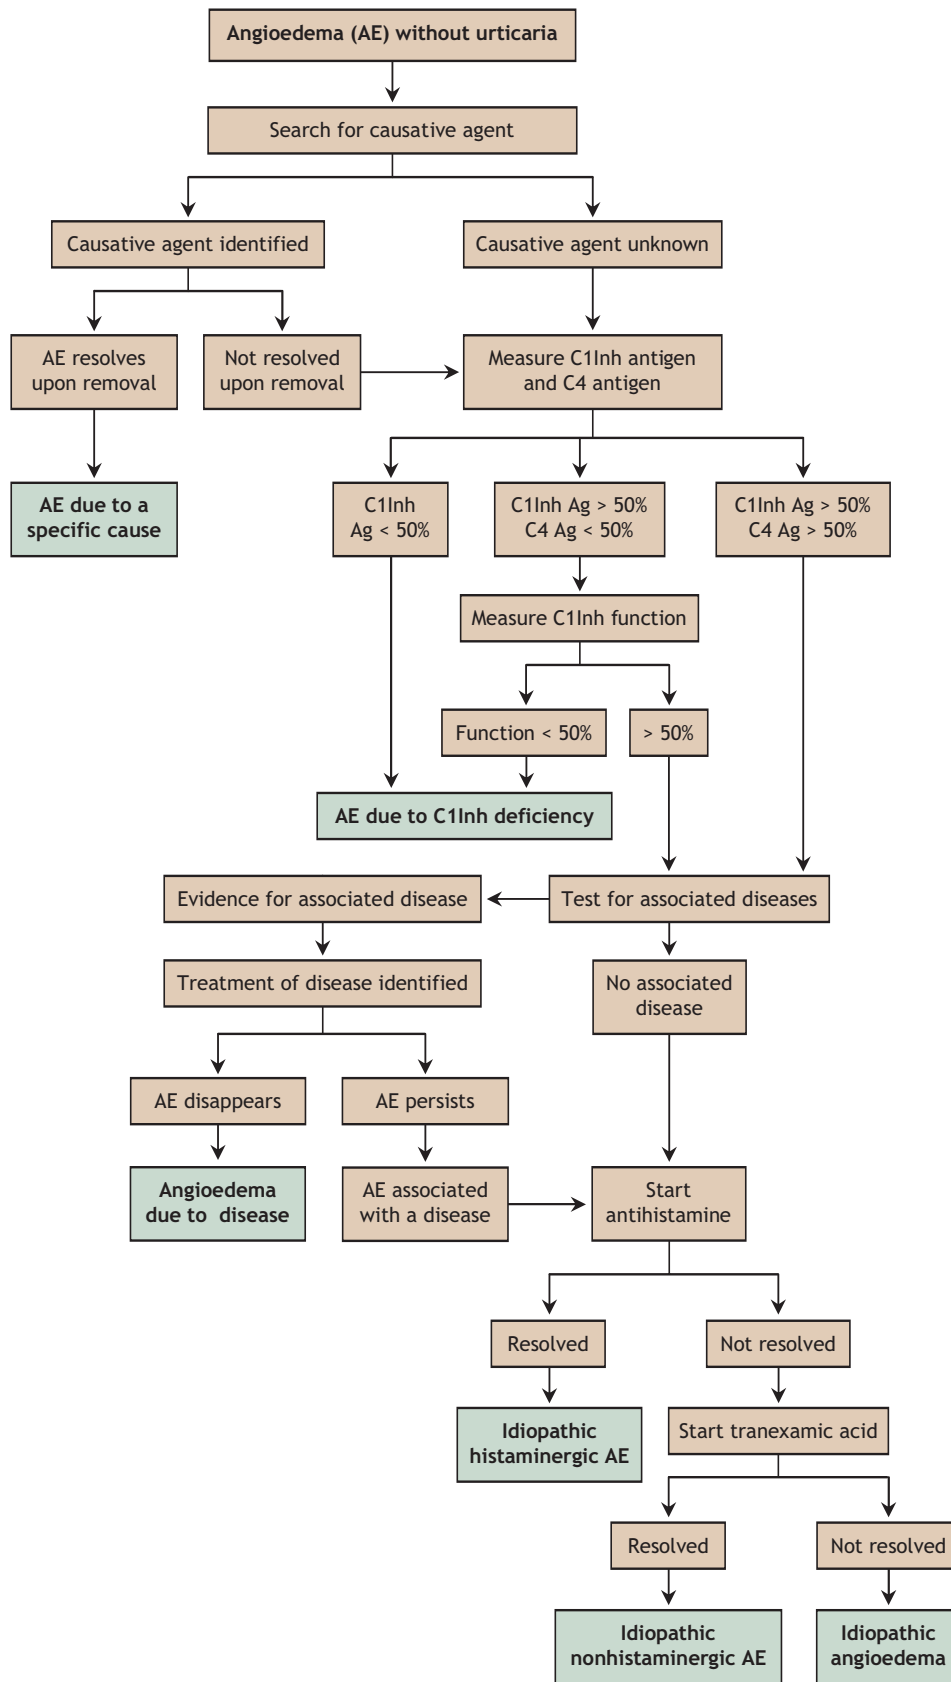 Angioedema (AE) without urticaria
Search for causative agent
Causative agent identified
Causative agent unknown
AE resolves
upon removal
Not resolved
upon removal
Measure C1Inh antigen
and C4 antigen
AE due to a
specific cause
C1Inh
Ag < 50%
C1Inh Ag > 50%
C4 Ag < 50%
C1Inh Ag > 50%
C4 Ag > 50%
Measure C1Inh function
Function < 50%
> 50%
AE due to C1Inh deficiency
Evidence for associated disease
Test for associated diseases
Treatment of disease identified
No associated
disease
AE disappears
AE persists
Angioedema
due to disease
AE associated
with a disease
Start
antihistamine
Resolved
Not resolved
Idiopathic
histaminergic AE
Start tranexamic acid
Resolved
Not resolved
Idiopathic
nonhistaminergic AE
Idiopathic
angioedema